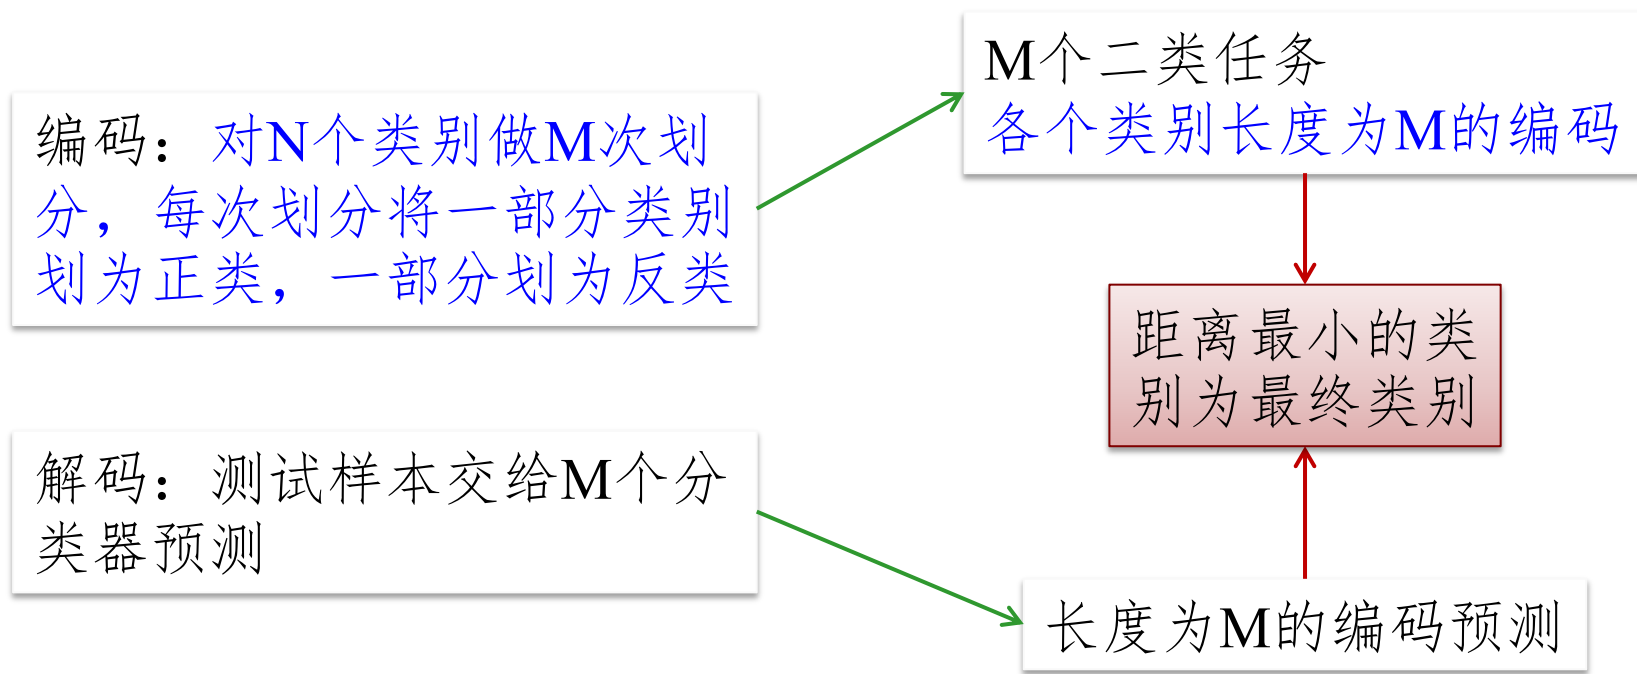 编码：对N个类别做M次划
分，每次划分将一部分类别
划为正类，一部分划为反类
M个二类任务
各个类别长度为M的编码
距离最小的类
别为最终类别
解码：测试样本交给M个分
类器预测
长度为M的编码预测